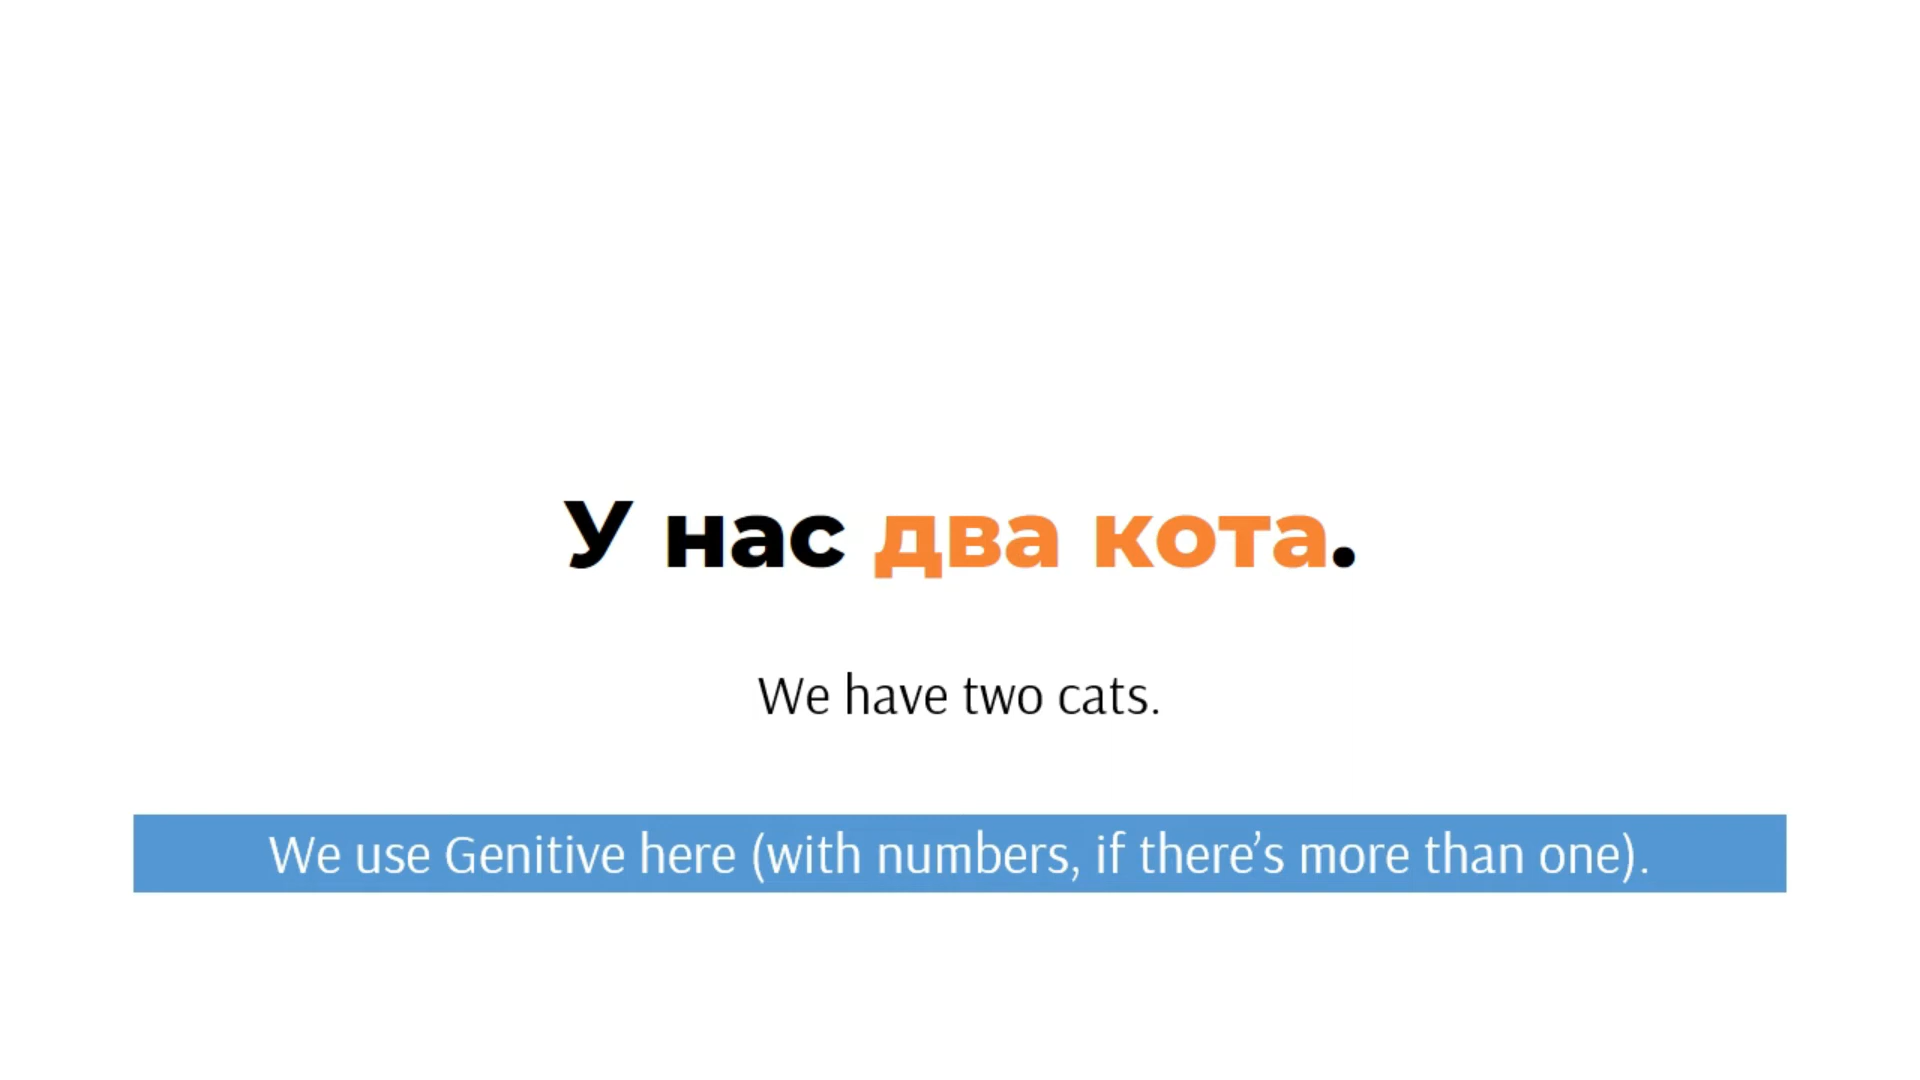 У нас два кота.
We have two cats.
We use Genitive here (with numbers, if there’s more than one).